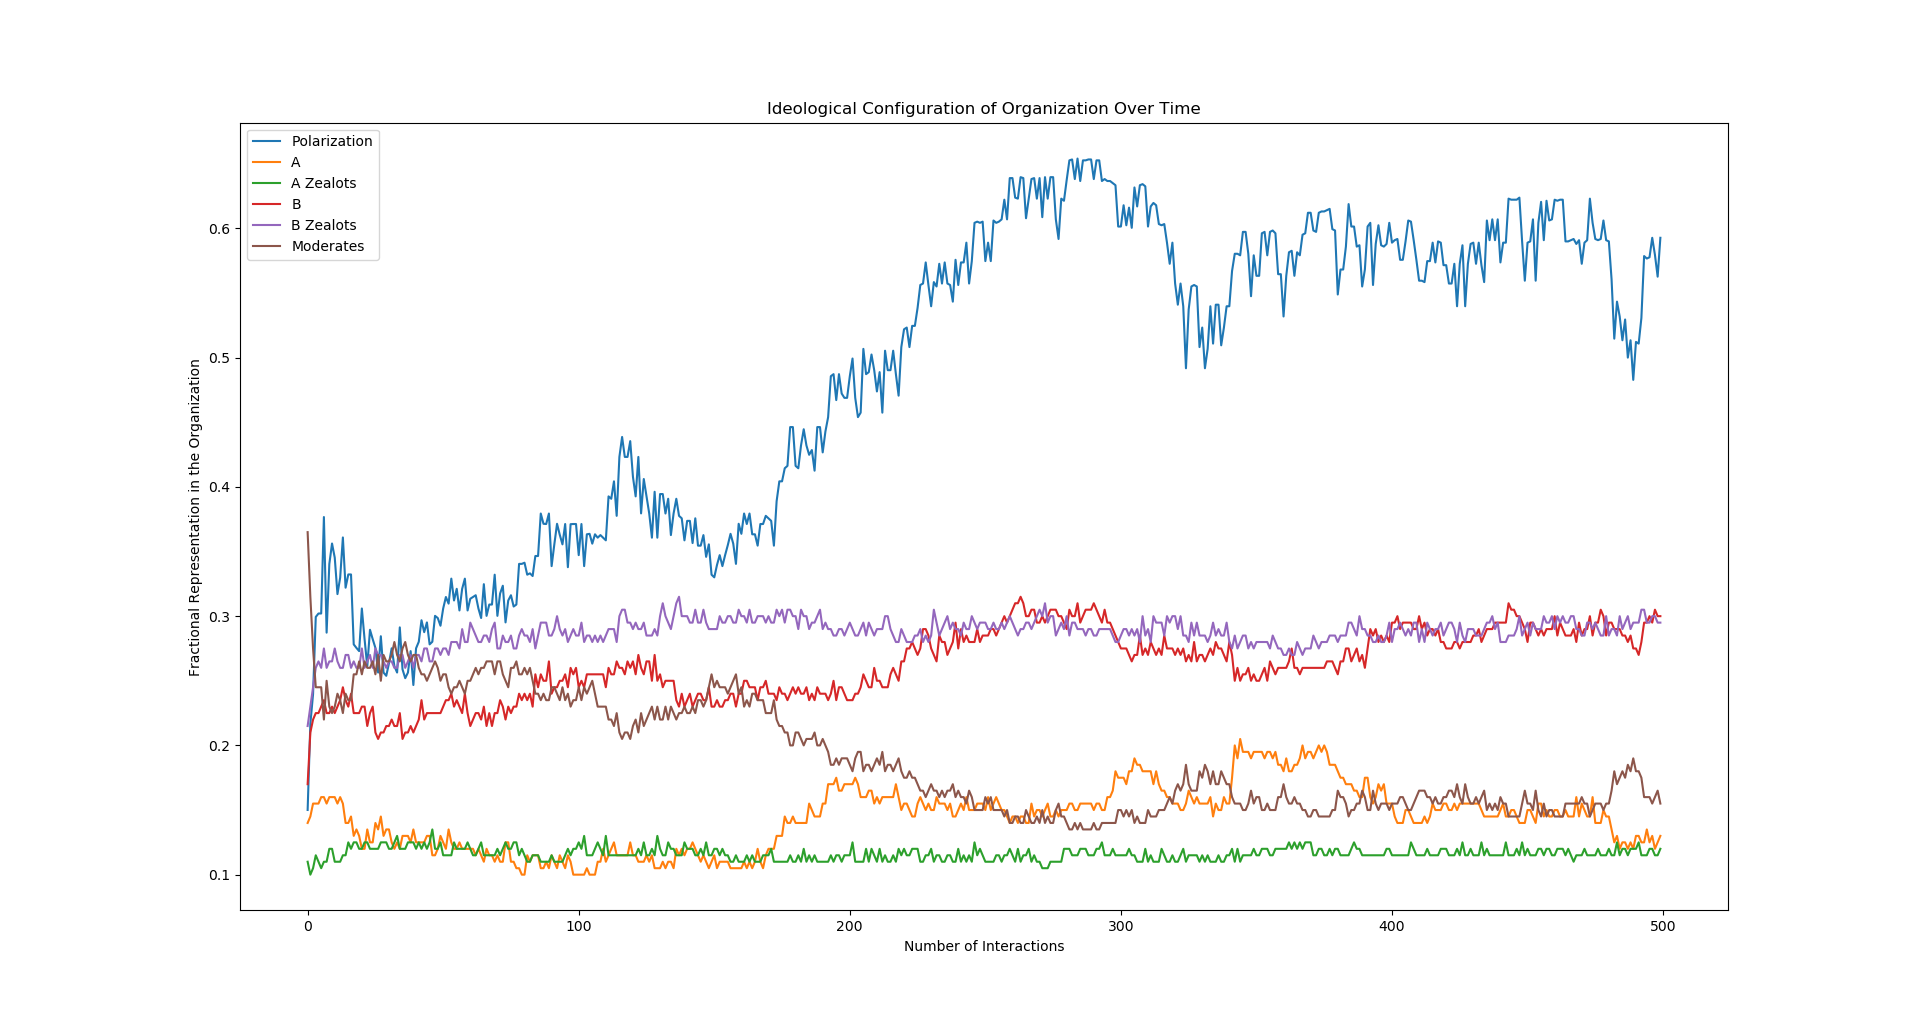 Ideological Configuration of Organization Over Time
Polarization
A
A Zealots
B
B Zealots
Moderates
Fractional Representation in the Organization
0.6
0.5
0.4
0.3
0.2
0.1
0
100
200
300
400
500
Number of Interactions